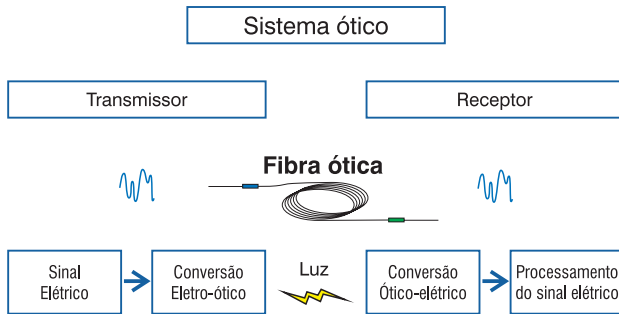 Sistema ótico
Transmissor
Receptor
Fibra ótica
Sinal
Elétrico
Conversão
Eletro-ótico
Luz
Conversão
Ótico-elétrico
Processamento
do sinal elétrico